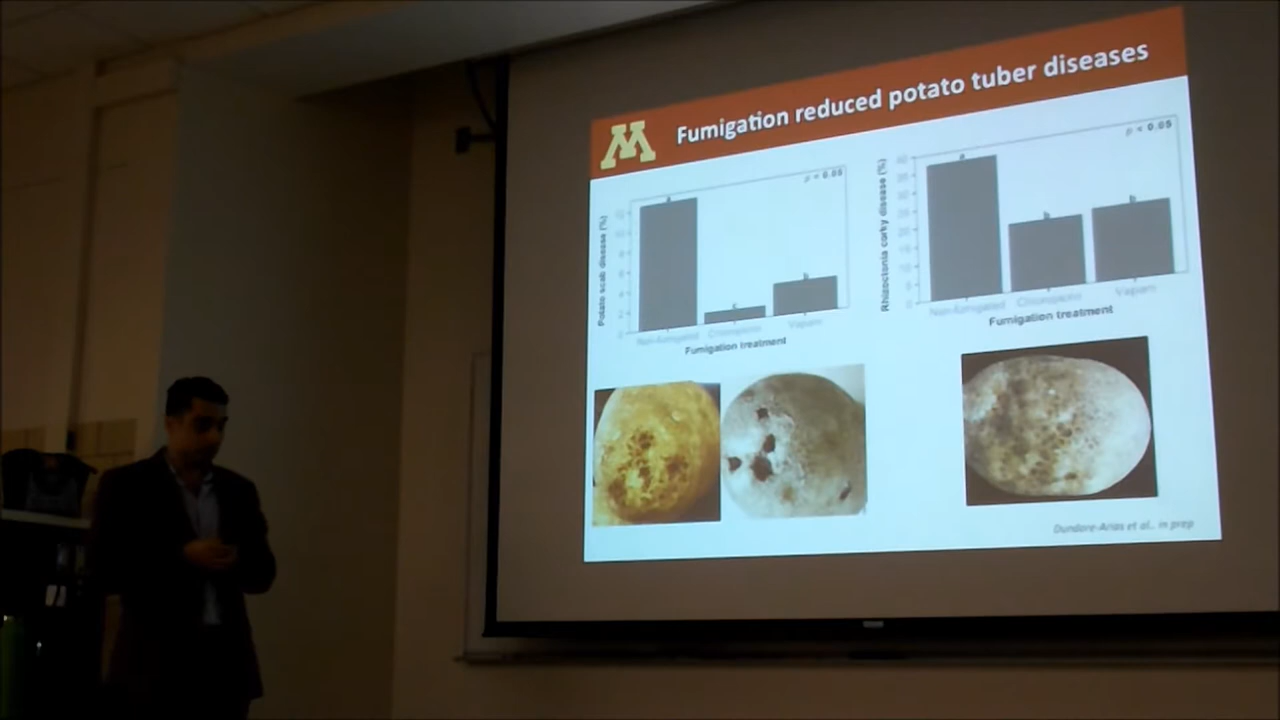 M
Fumigation reduced potato tuber diseases
p < 0.05
Potato scab disease (%)
a
c
b
Non-fumigated
Chloropicrin
Vapam
Fumigation treatment
p < 0.05
Rhizoctonia corky disease (%)
a
b
b
Non-fumigated
Chloropicrin
Vapam
Fumigation treatment
Dundore-Arias et al., in prep